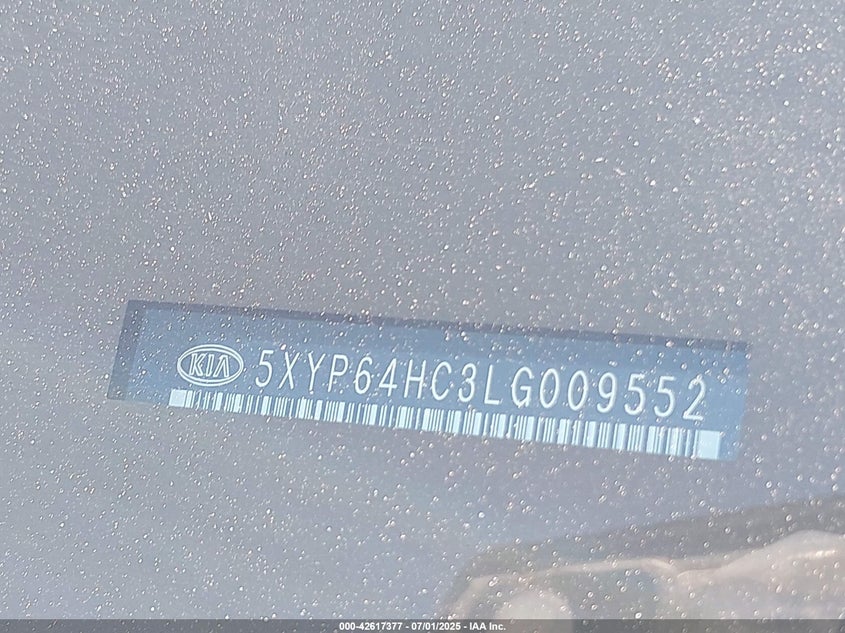 KIA 5XYP64HC3LG009552
000-42617377 - 07/01/2025 - IAA Inc.